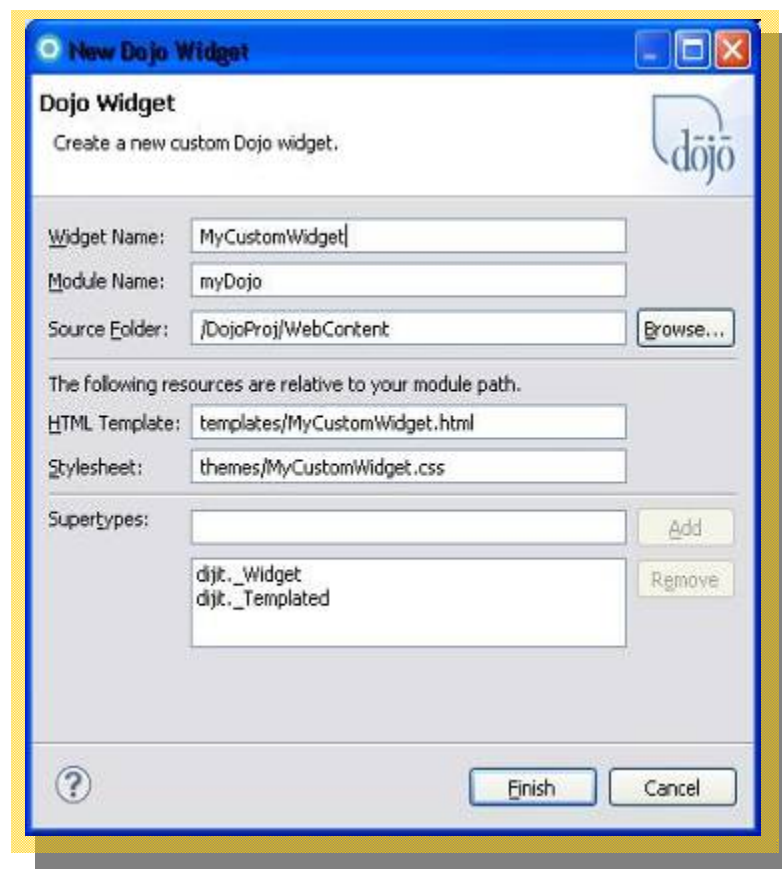 New Dojo Widget
Dojo Widget
Create a new custom Dojo widget.
dōjō
Widget Name: MyCustomWidget
Module Name: myDojo
Source Folder: /DojoProj/WebContent Browse...
The following resources are relative to your module path.
HTML Template: templates/MyCustomWidget.html
Stylesheet: themes/MyCustomWidget.css
Supertypes: Add
dijit._Widget Remove
dijit._Templated
? Finish Cancel